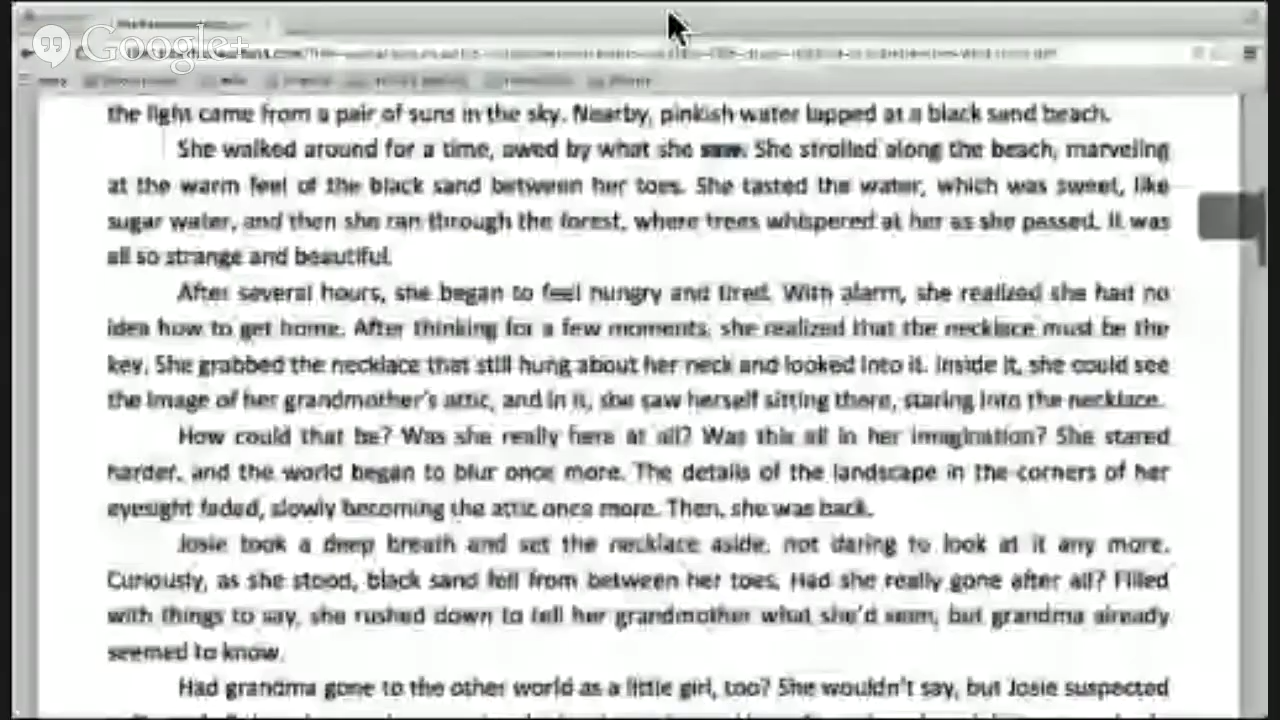 Google+
the light came from a pair of suns in the sky. Nearby, pinkish water lapped at a black sand beach.
She walked around for a time, awed by what she saw. She strolled along the beach, marveling
at the warm feel of the black sand between her toes. She tasted the water, which was sweet, like
sugar water, and then she ran through the forest, where trees whispered at her as she passed. It was
all so strange and beautiful.
After several hours, she began to feel hungry and tired. With alarm, she realized she had no
idea how to get home. After thinking for a few moments, she realized that the necklace must be the
key. She grabbed the necklace that still hung about her neck and looked into it. Inside it, she could see
the image of her grandmother's attic, and in it, she saw herself sitting there, staring into the necklace.
How could that be? Was she really here at all? Was this all in her imagination? She stared
harder, and the world began to blur once more. The details of the landscape in the corners of her
eyesight faded, slowly becoming the attic once more. Then, she was back.
Josie took a deep breath and set the necklace aside, not daring to look at it any more.
Curiously, as she stood, black sand fell from between her toes. Had she really gone after all? Filled
with things to say, she rushed down to tell her grandmother what she'd seen, but grandma already
seemed to know.
Had grandma gone to the other world as a little girl, too? She wouldn't say, but Josie suspected